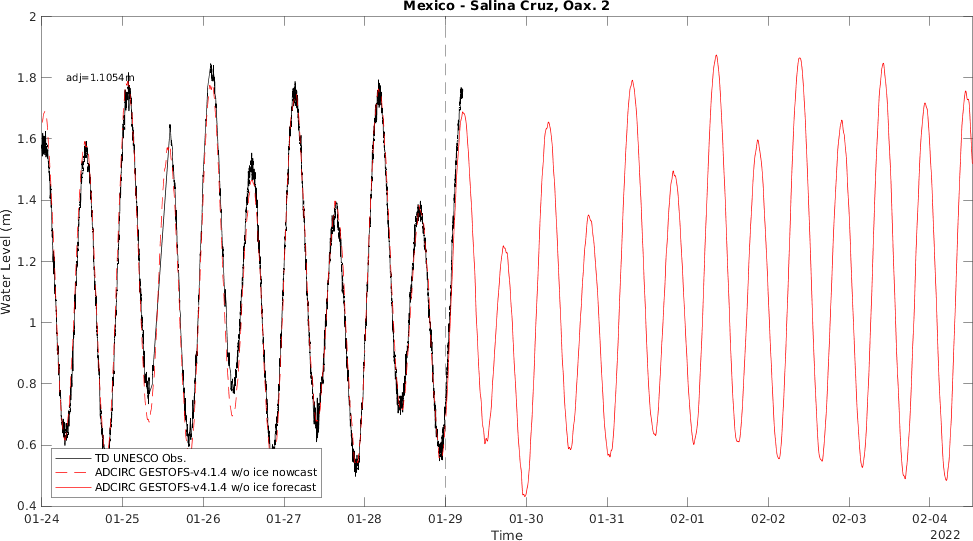 Mexico - Salina Cruz, Oax. 2
adj=1.1054m
Water Level (m)
2
1.8
1.6
1.4
1.2
1
0.8
0.6
0.4
TD UNESCO Obs.
ADCIRC GESTOFS-v4.1.4 w/o ice nowcast
ADCIRC GESTOFS-v4.1.4 w/o ice forecast
01-24 01-25 01-26 01-27 01-28 01-29 01-30 01-31 02-01 02-02 02-03 02-04
2022
Time